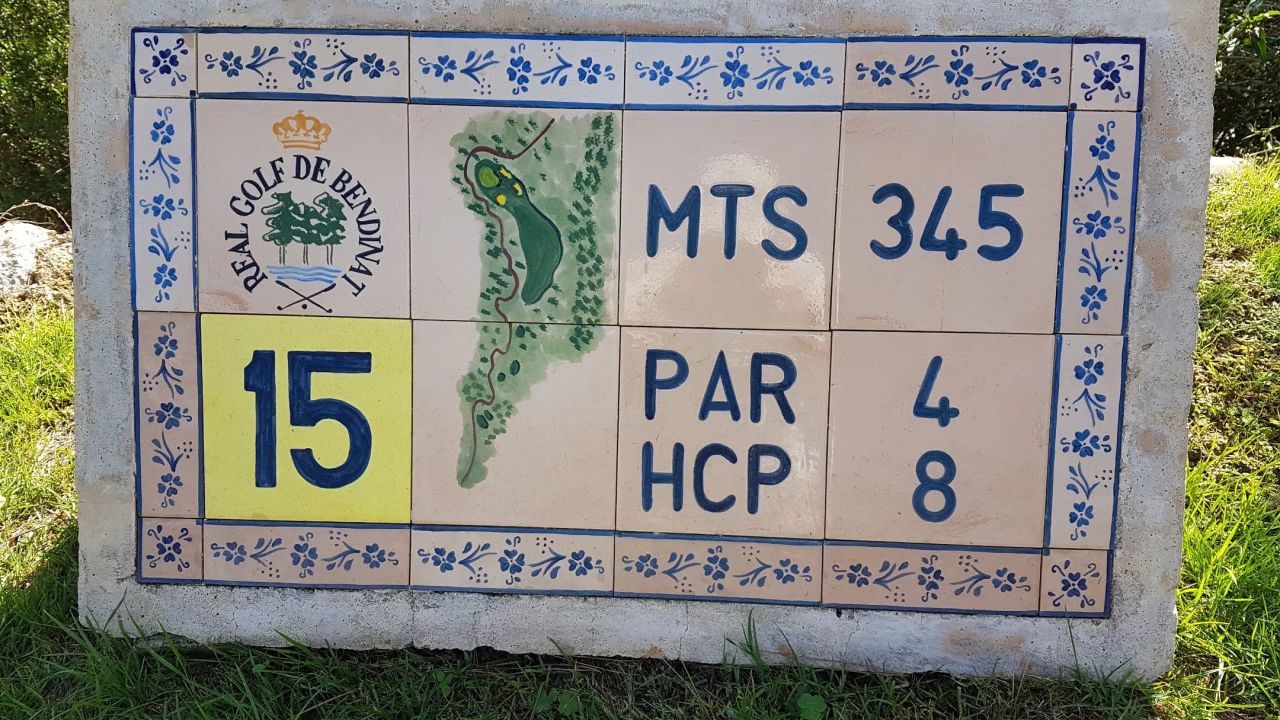 REAL GOLF DE BENDINAT
MTS 345
15
PAR 4
HCP 8